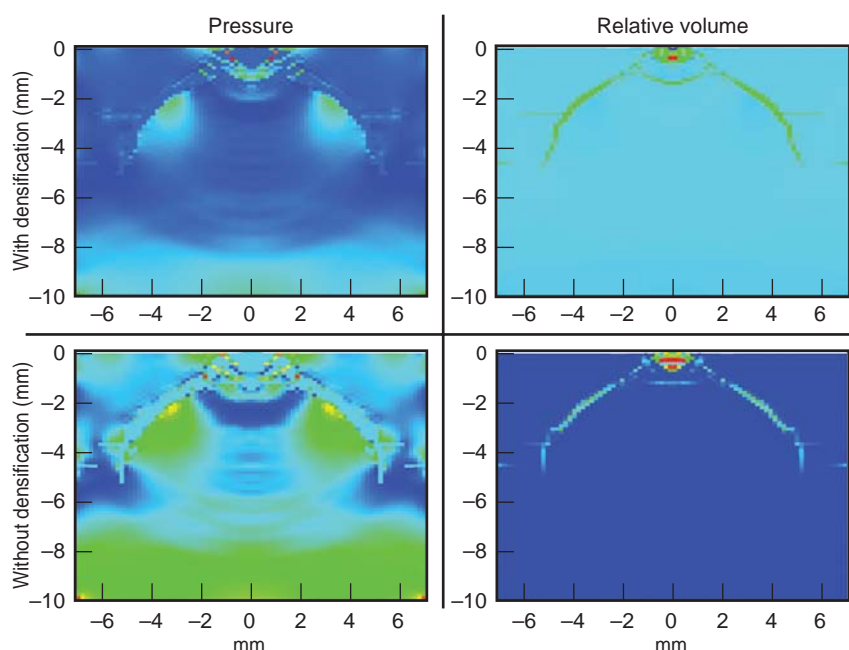 Pressure
Relative volume
With densification (mm)
0
–2
–4
–6
–8
–10
–6 –4 –2 0 2 4 6
0
–2
–4
–6
–8
–10
–6 –4 –2 0 2 4 6
Without densification (mm)
0
–2
–4
–6
–8
–10
–6 –4 –2 0 2 4 6
mm
0
–2
–4
–6
–8
–10
–6 –4 –2 0 2 4 6
mm